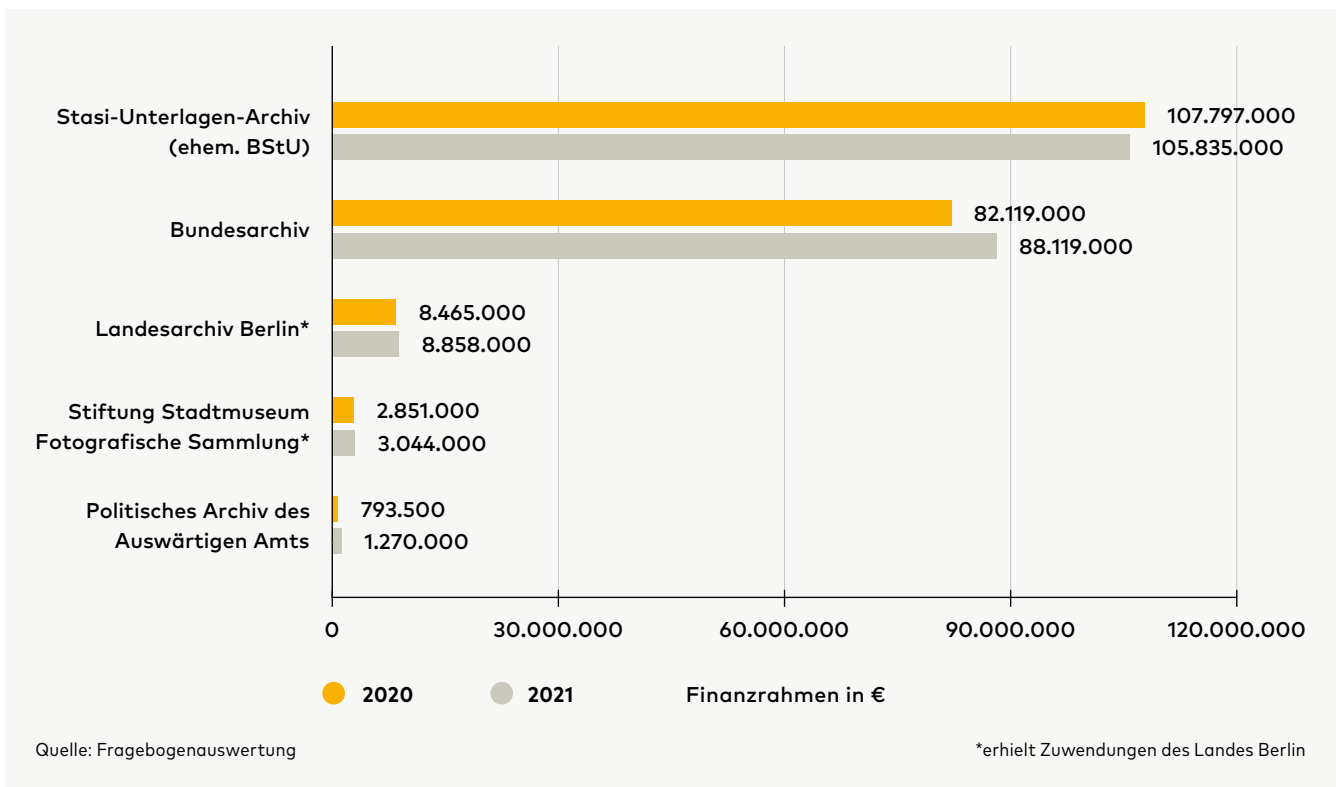 Stasi-Unterlagen-Archiv
(ehem. BStU)
107.797.000
105.835.000
Bundesarchiv
82.119.000
88.119.000
Landesarchiv Berlin*
8.465.000
8.858.000
Stiftung Stadtmuseum
Fotografische Sammlung*
2.851.000
3.044.000
Politisches Archiv des
Auswärtigen Amts
793.500
1.270.000
0 30.000.000 60.000.000 90.000.000 120.000.000
2020 2021 Finanzrahmen in €
Quelle: Fragebogenauswertung
*erhielt Zuwendungen des Landes Berlin